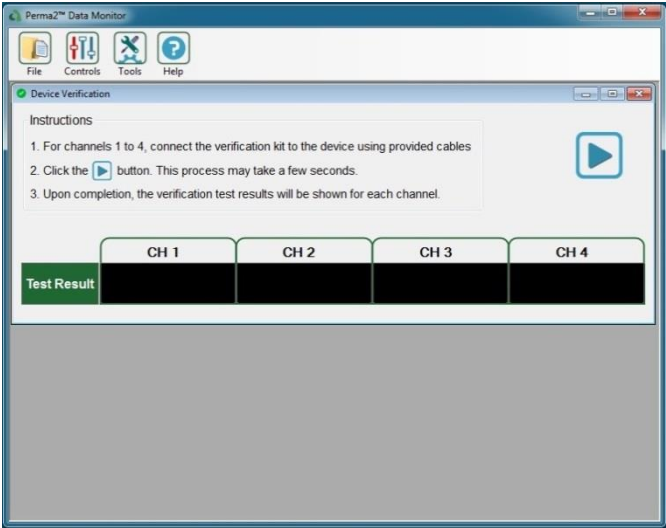 Perma2™ Data Monitor
File Controls Tools Help
Device Verification
Instructions
1. For channels 1 to 4, connect the verification kit to the device using provided cables
2. Click the button. This process may take a few seconds.
3. Upon completion, the verification test results will be shown for each channel.
CH 1 CH 2 CH 3 CH 4
Test Result